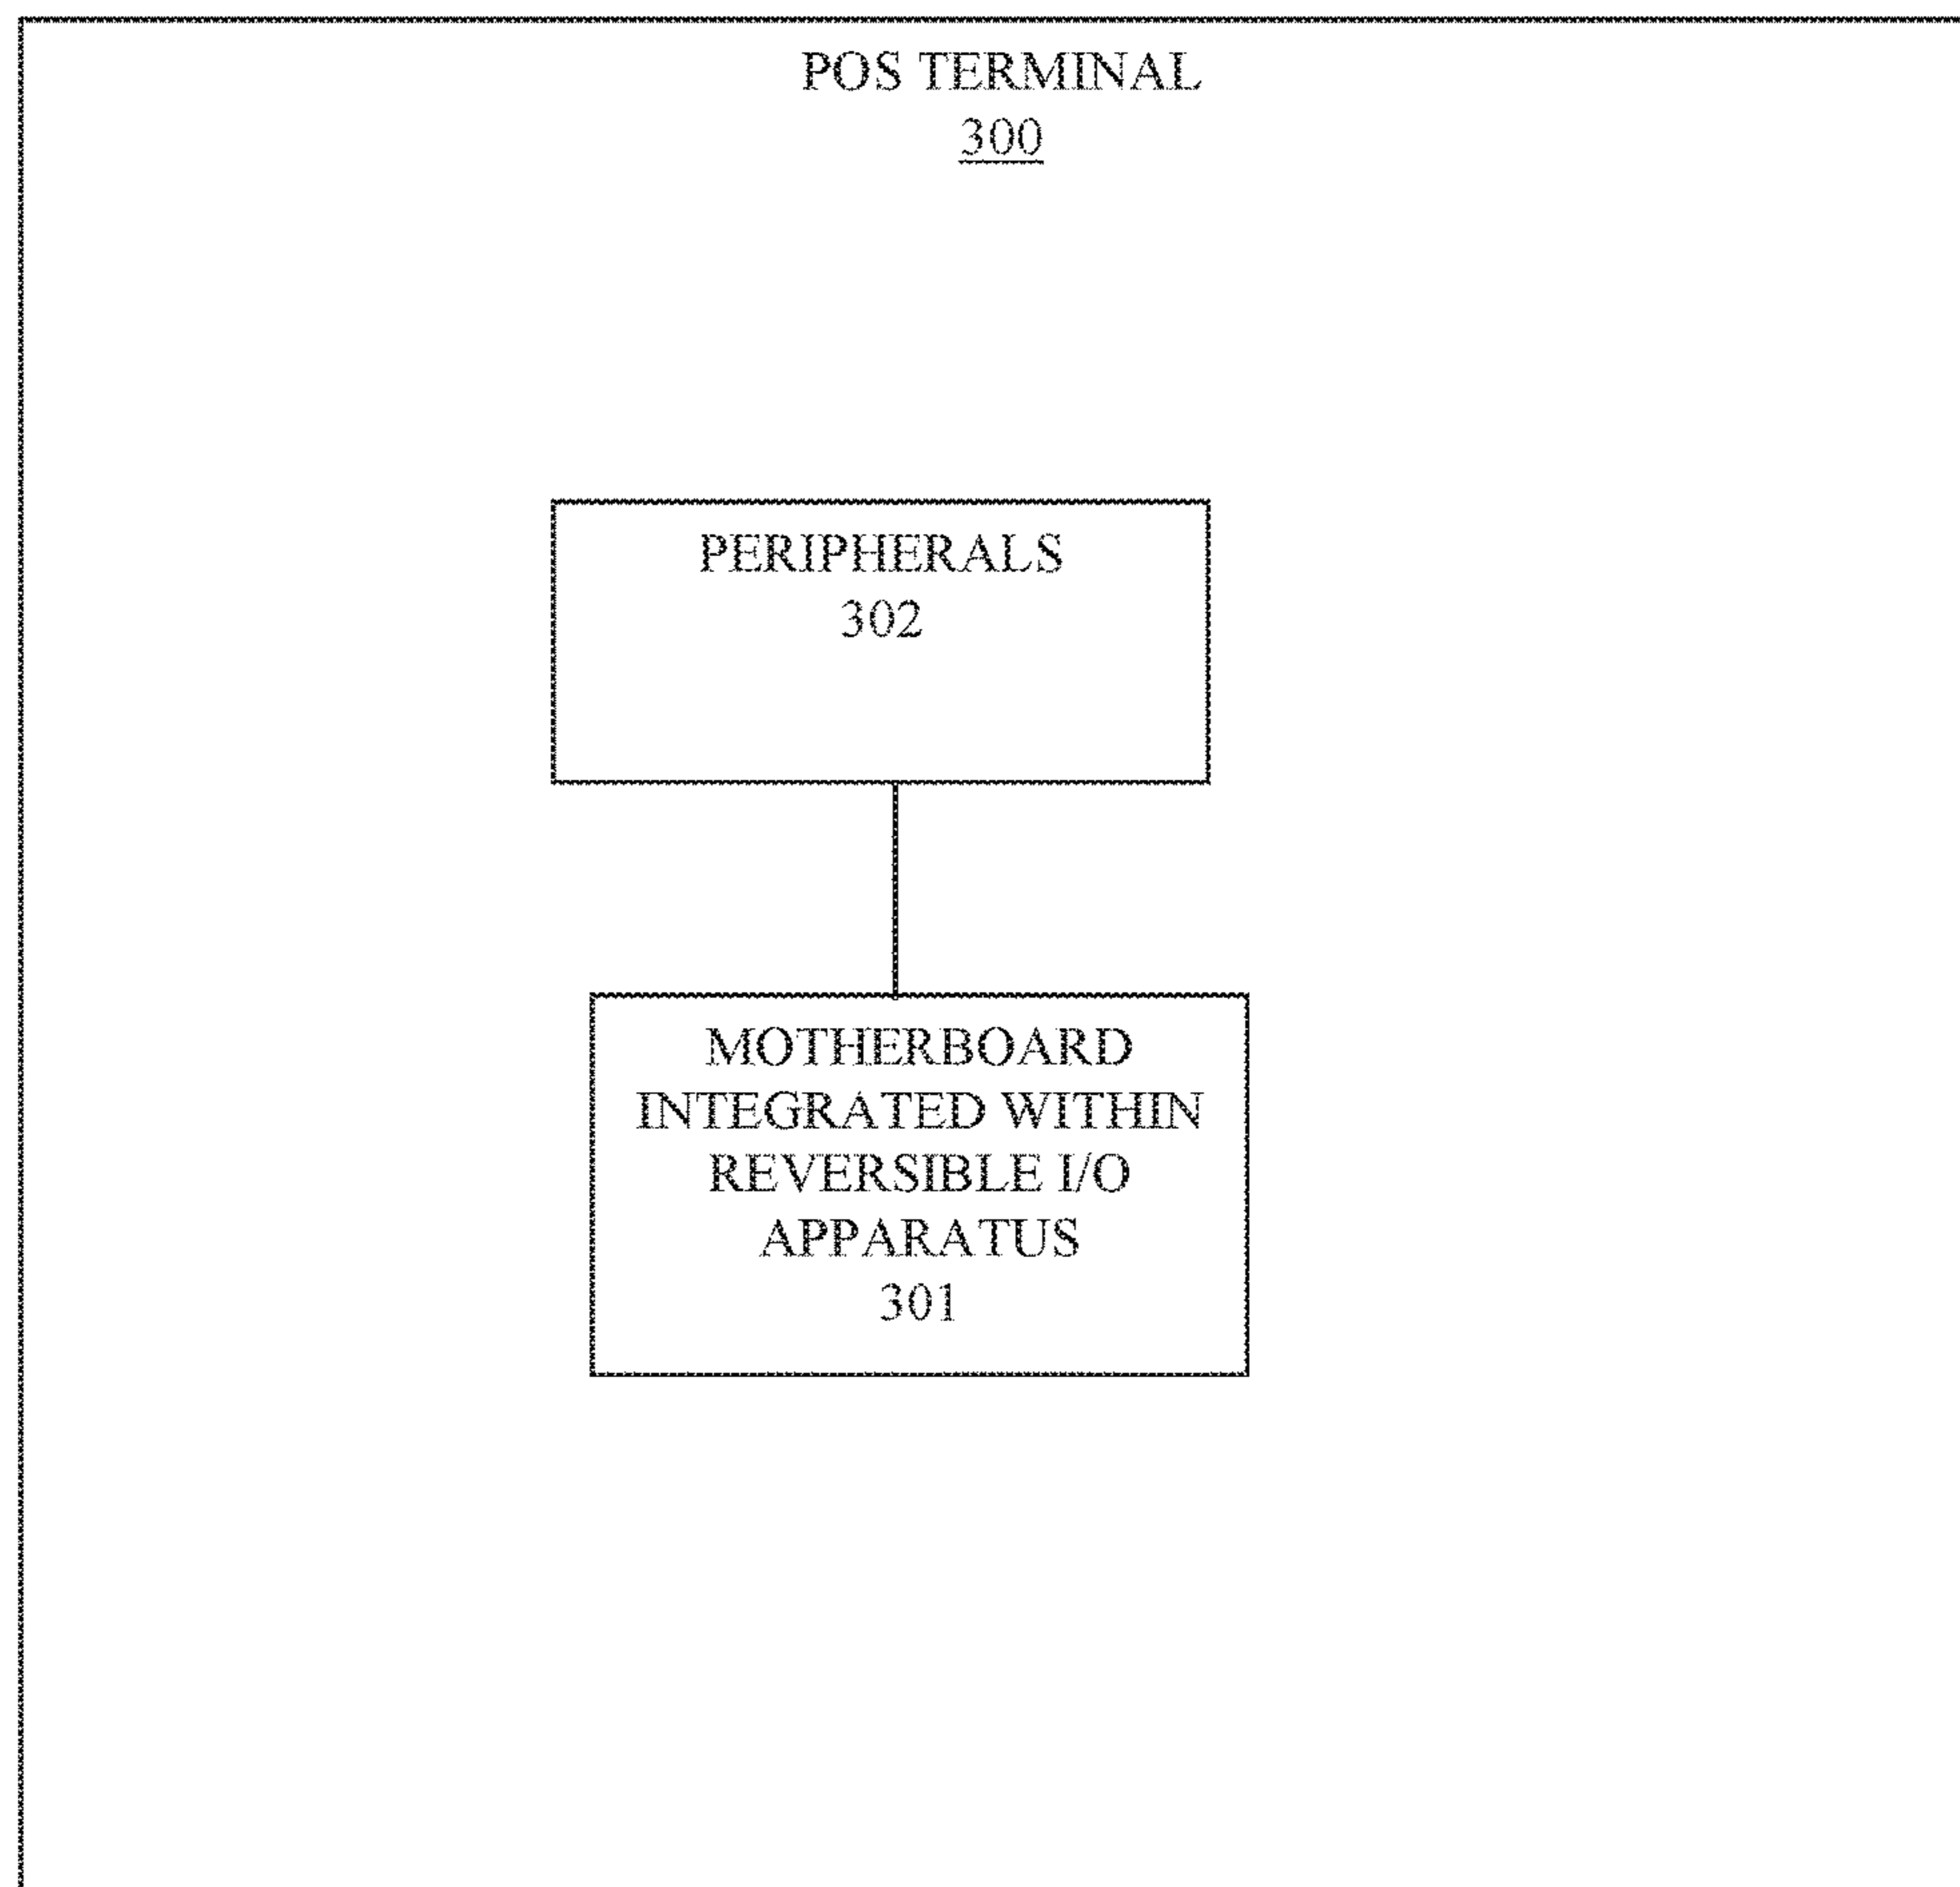 POS TERMINAL
300
PERIPHERALS
302
MOTHERBOARD
INTEGRATED WITHIN
REVERSIBLE I/O
APPARATUS
301